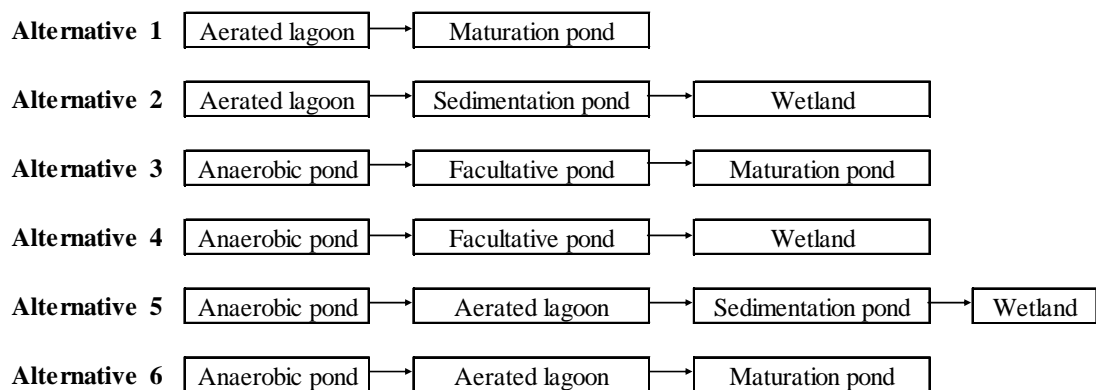 Alternative 1 Aerated lagoon Maturation pond
Alternative 2 Aerated lagoon Sedimentation pond Wetland
Alternative 3 Anaerobic pond Facultative pond Maturation pond
Alternative 4 Anaerobic pond Facultative pond Wetland
Alternative 5 Anaerobic pond Aerated lagoon Sedimentation pond Wetland
Alternative 6 Anaerobic pond Aerated lagoon Maturation pond